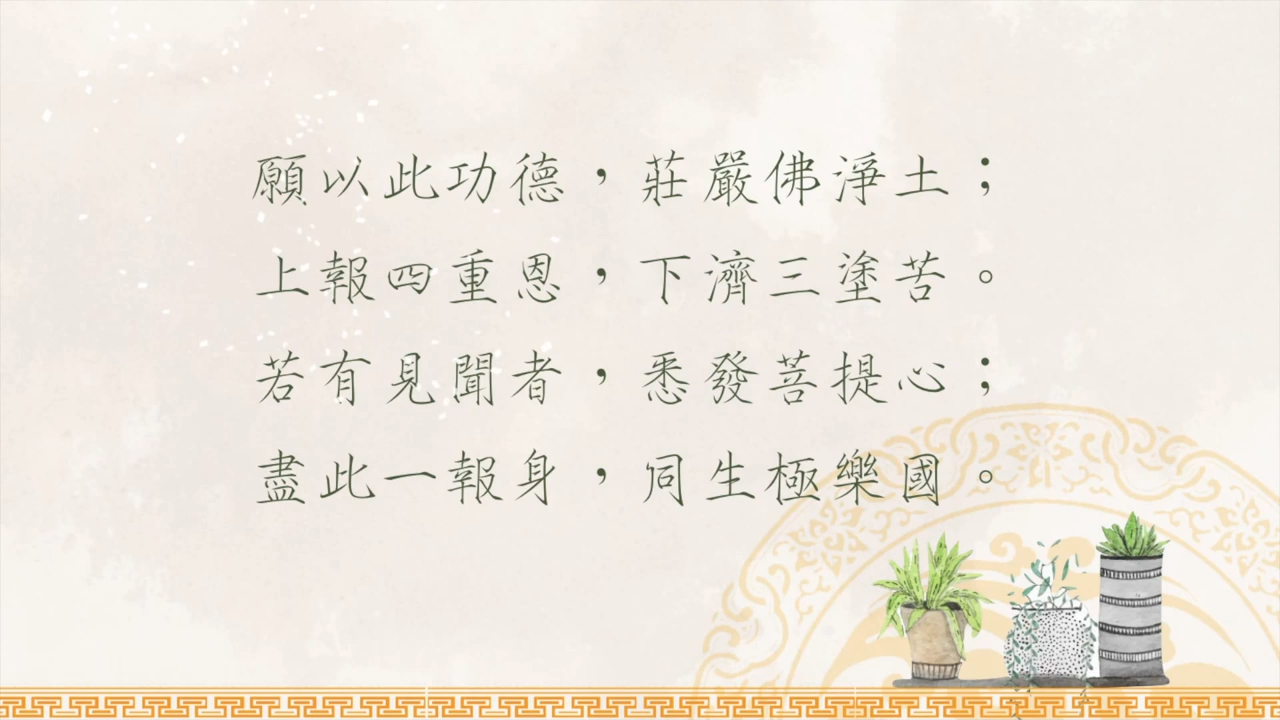 願以此功德，莊嚴佛淨土；
上報四重恩，下濟三塗苦。
若有見聞者，悉發菩提心；
盡此一報身，同生極樂國。